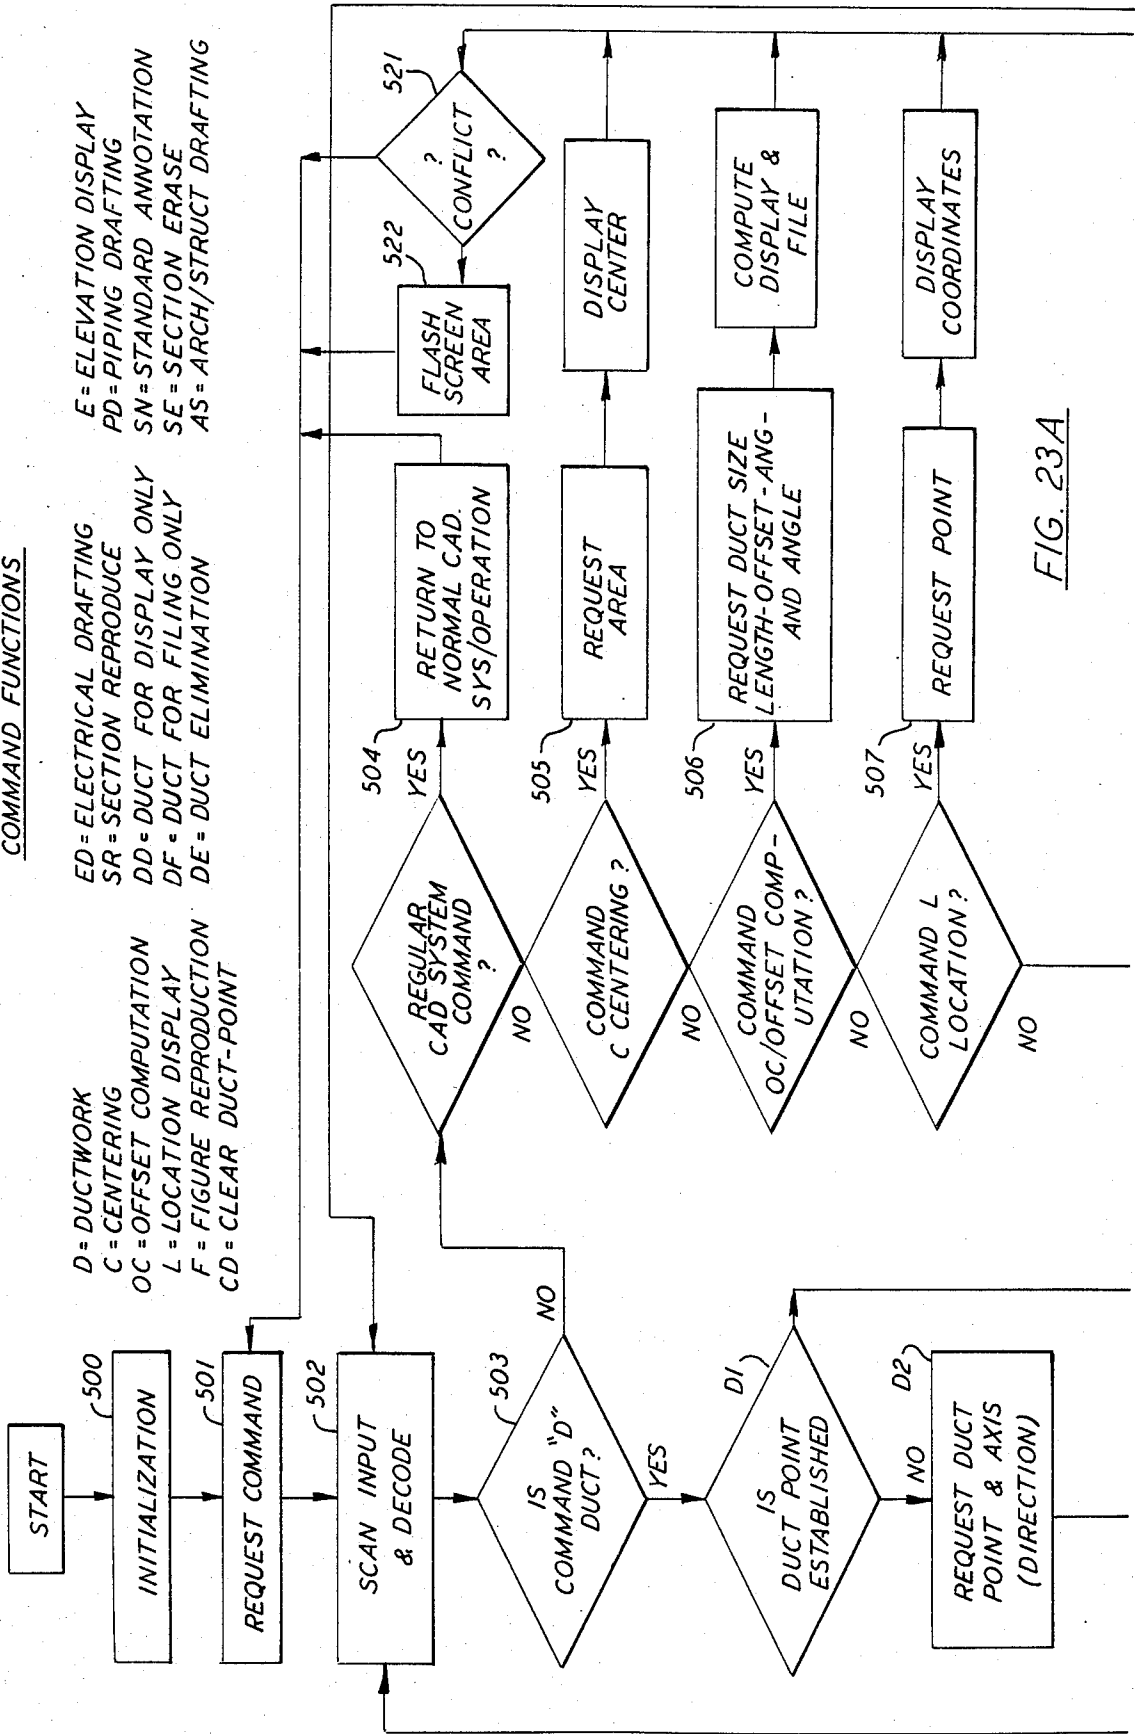 COMMAND FUNCTIONS
D = DUCTWORK
C = CENTERING
OC = OFFSET COMPUTATION
L = LOCATION DISPLAY
F = FIGURE REPRODUCTION
CD = CLEAR DUCT-POINT
ED = ELECTRICAL DRAFTING
SR = SECTION REPRODUCE
DD = DUCT FOR DISPLAY ONLY
DF = DUCT FOR FILING ONLY
DE = DUCT ELIMINATION
E = ELEVATION DISPLAY
PD = PIPING DRAFTING
SN = STANDARD ANNOTATION
SE = SECTION ERASE
AS = ARCH/STRUCT DRAFTING
START
500
INITIALIZATION
501
REQUEST COMMAND
502
SCAN INPUT
& DECODE
503
IS
COMMAND "D"
DUCT?
NO
YES
D1
IS
DUCT POINT
ESTABLISHED
NO
D2
REQUEST DUCT
POINT & AXIS
(DIRECTION)
REGULAR
CAD SYSTEM
COMMAND
?
YES
NO
504
RETURN TO
NORMAL CAD.
SYS/OPERATION
522
FLASH
SCREEN
AREA
521
?
CONFLICT
?
COMMAND
C CENTERING ?
YES
NO
505
REQUEST
AREA
DISPLAY
CENTER
COMMAND
OC/OFFSET COMP-
UTATION ?
YES
NO
506
REQUEST DUCT SIZE
LENGTH-OFFSET-ANG-
AND ANGLE
COMPUTE
DISPLAY &
FILE
COMMAND L
LOCATION ?
YES
NO
507
REQUEST POINT
DISPLAY
COORDINATES
FIG. 23A